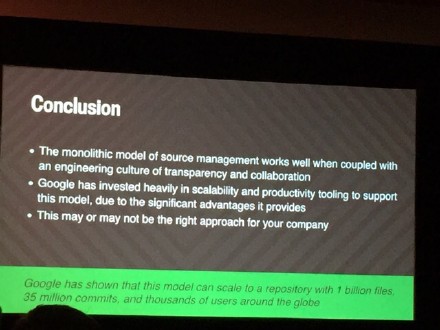 Conclusion
• The monolithic model of source management works well when coupled with
an engineering culture of transparency and collaboration
• Google has invested heavily in scalability and productivity tooling to support
this model, due to the significant advantages it provides
• This may or may not be the right approach for your company
Google has shown that this model can scale to a repository with 1 billion files,
35 million commits, and thousands of users around the globe